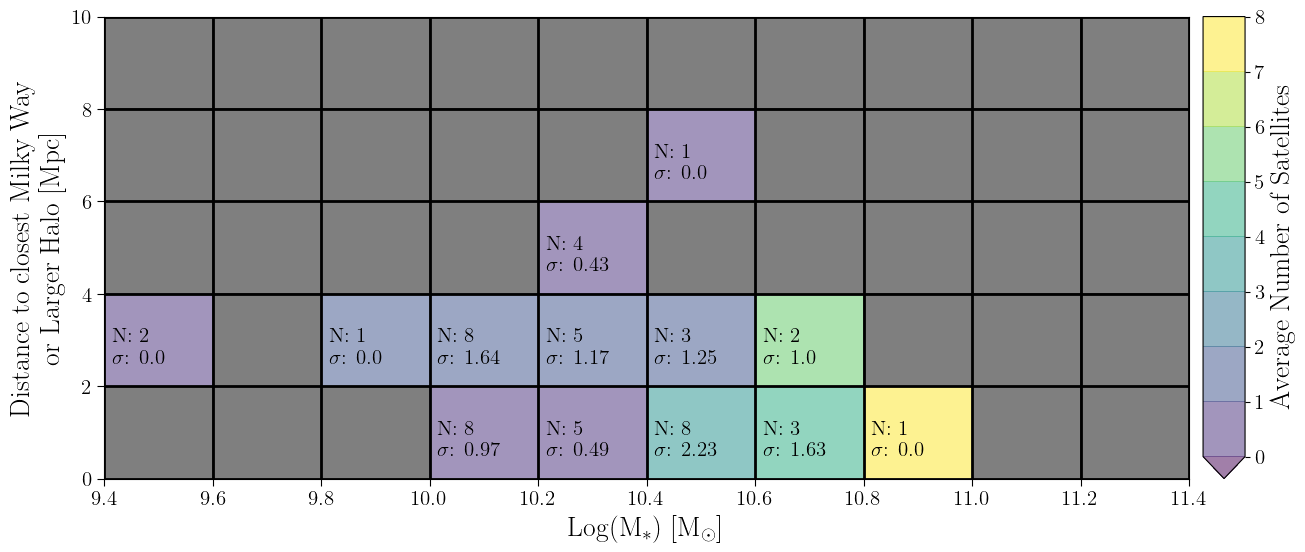 10
8
6
4
2
0
Distance to closest Milky Way
or Larger Halo [Mpc]
N: 1
σ: 0.0
N: 4
σ: 0.43
N: 2
σ: 0.0
N: 1
σ: 0.0
N: 8
σ: 1.64
N: 5
σ: 1.17
N: 3
σ: 1.25
N: 2
σ: 1.0
N: 8
σ: 0.97
N: 5
σ: 0.49
N: 8
σ: 2.23
N: 3
σ: 1.63
N: 1
σ: 0.0
9.4 9.6 9.8 10.0 10.2 10.4 10.6 10.8 11.0 11.2 11.4
Log(M∗) [M⊙]
8
7
6
5
4
3
2
1
0
Average Number of Satellites